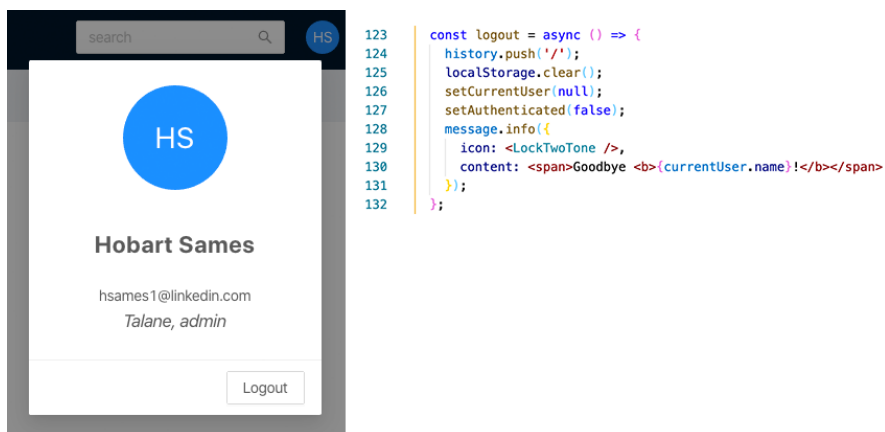 search
HS
HS
Hobart Sames
hsames1@linkedin.com
Talane, admin
Logout
123 const logout = async () => {
124 history.push('/');
125 localStorage.clear();
126 setCurrentUser(null);
127 setAuthenticated(false);
128 message.info({
129 icon: <LockTwoTone />,
130 content: <span>Goodbye <b>{currentUser.name}!</b></span>
131 });
132 };